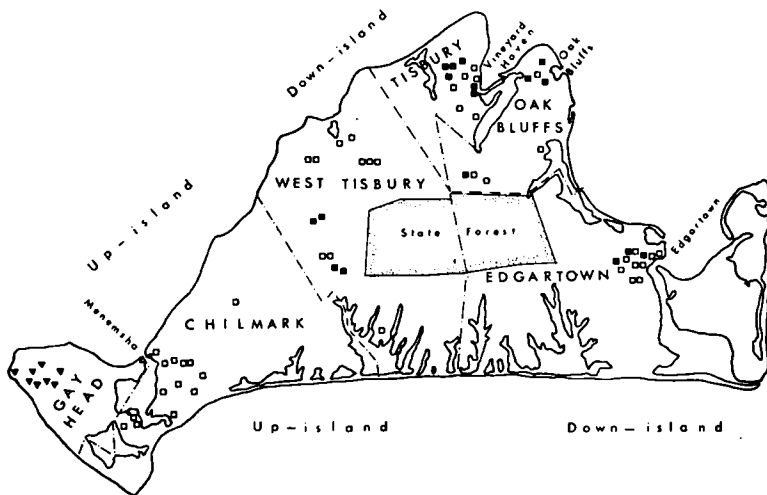 Down-island
TISBURY
Vineyard
Haven
Oak
Bluffs
OAK
BLUFFS
WEST TISBURY
Up-island
State Forest
Edgartown
EDGARTOWN
Menemsha
CHILMARK
GAY
HEAD
Up-island
Down-island